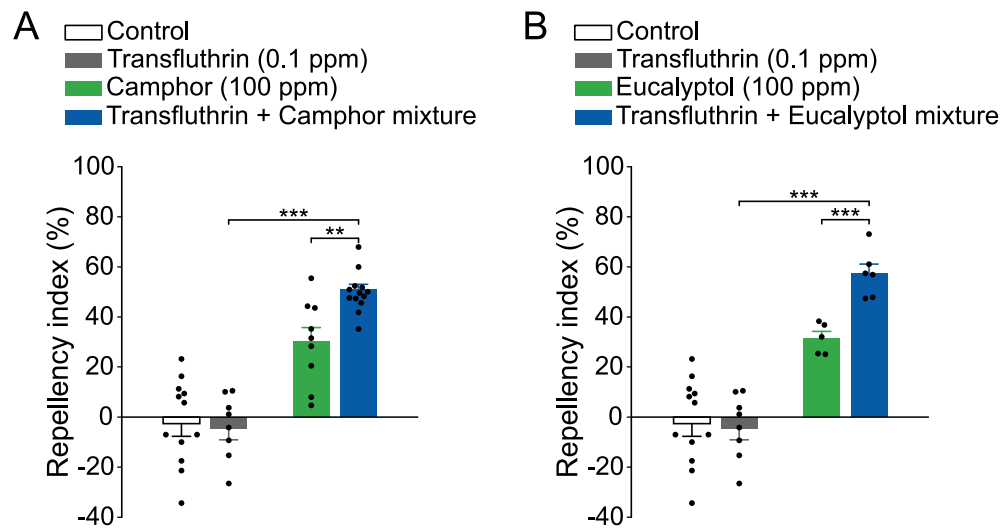 A
Control
Transfluthrin (0.1 ppm)
Camphor (100 ppm)
Transfluthrin + Camphor mixture
Repellency index (%)
100
80
60
40
20
0
-20
-40
***
**
B
Control
Transfluthrin (0.1 ppm)
Eucalyptol (100 ppm)
Transfluthrin + Eucalyptol mixture
Repellency index (%)
100
80
60
40
20
0
-20
-40
***
***